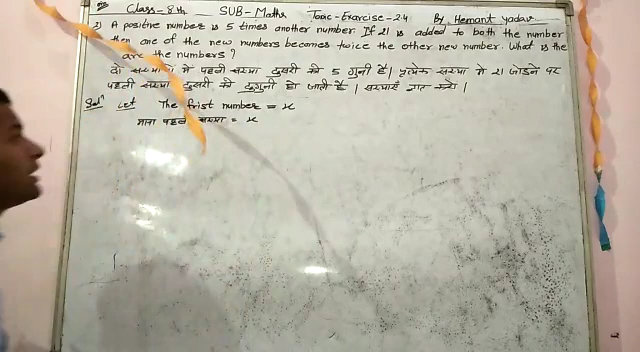 Class-8th SUB-Maths Topic-Exercise-2.4 By Hemant yadav
2) A positive number is 5 times another number. If 21 is added to both the number
then one of the new numbers becomes twice the other new number. What is the
are the numbers?
दो संख्याओं में पहली संख्या दूसरी की 5 गुनी है। प्रत्येक संख्या में 21 जोड़ने पर
पहली संख्या दूसरी की दुगुनी हो जाती है। संख्याएँ ज्ञात करो।
Solⁿ Let The frist number = x
माना पहली संख्या = x